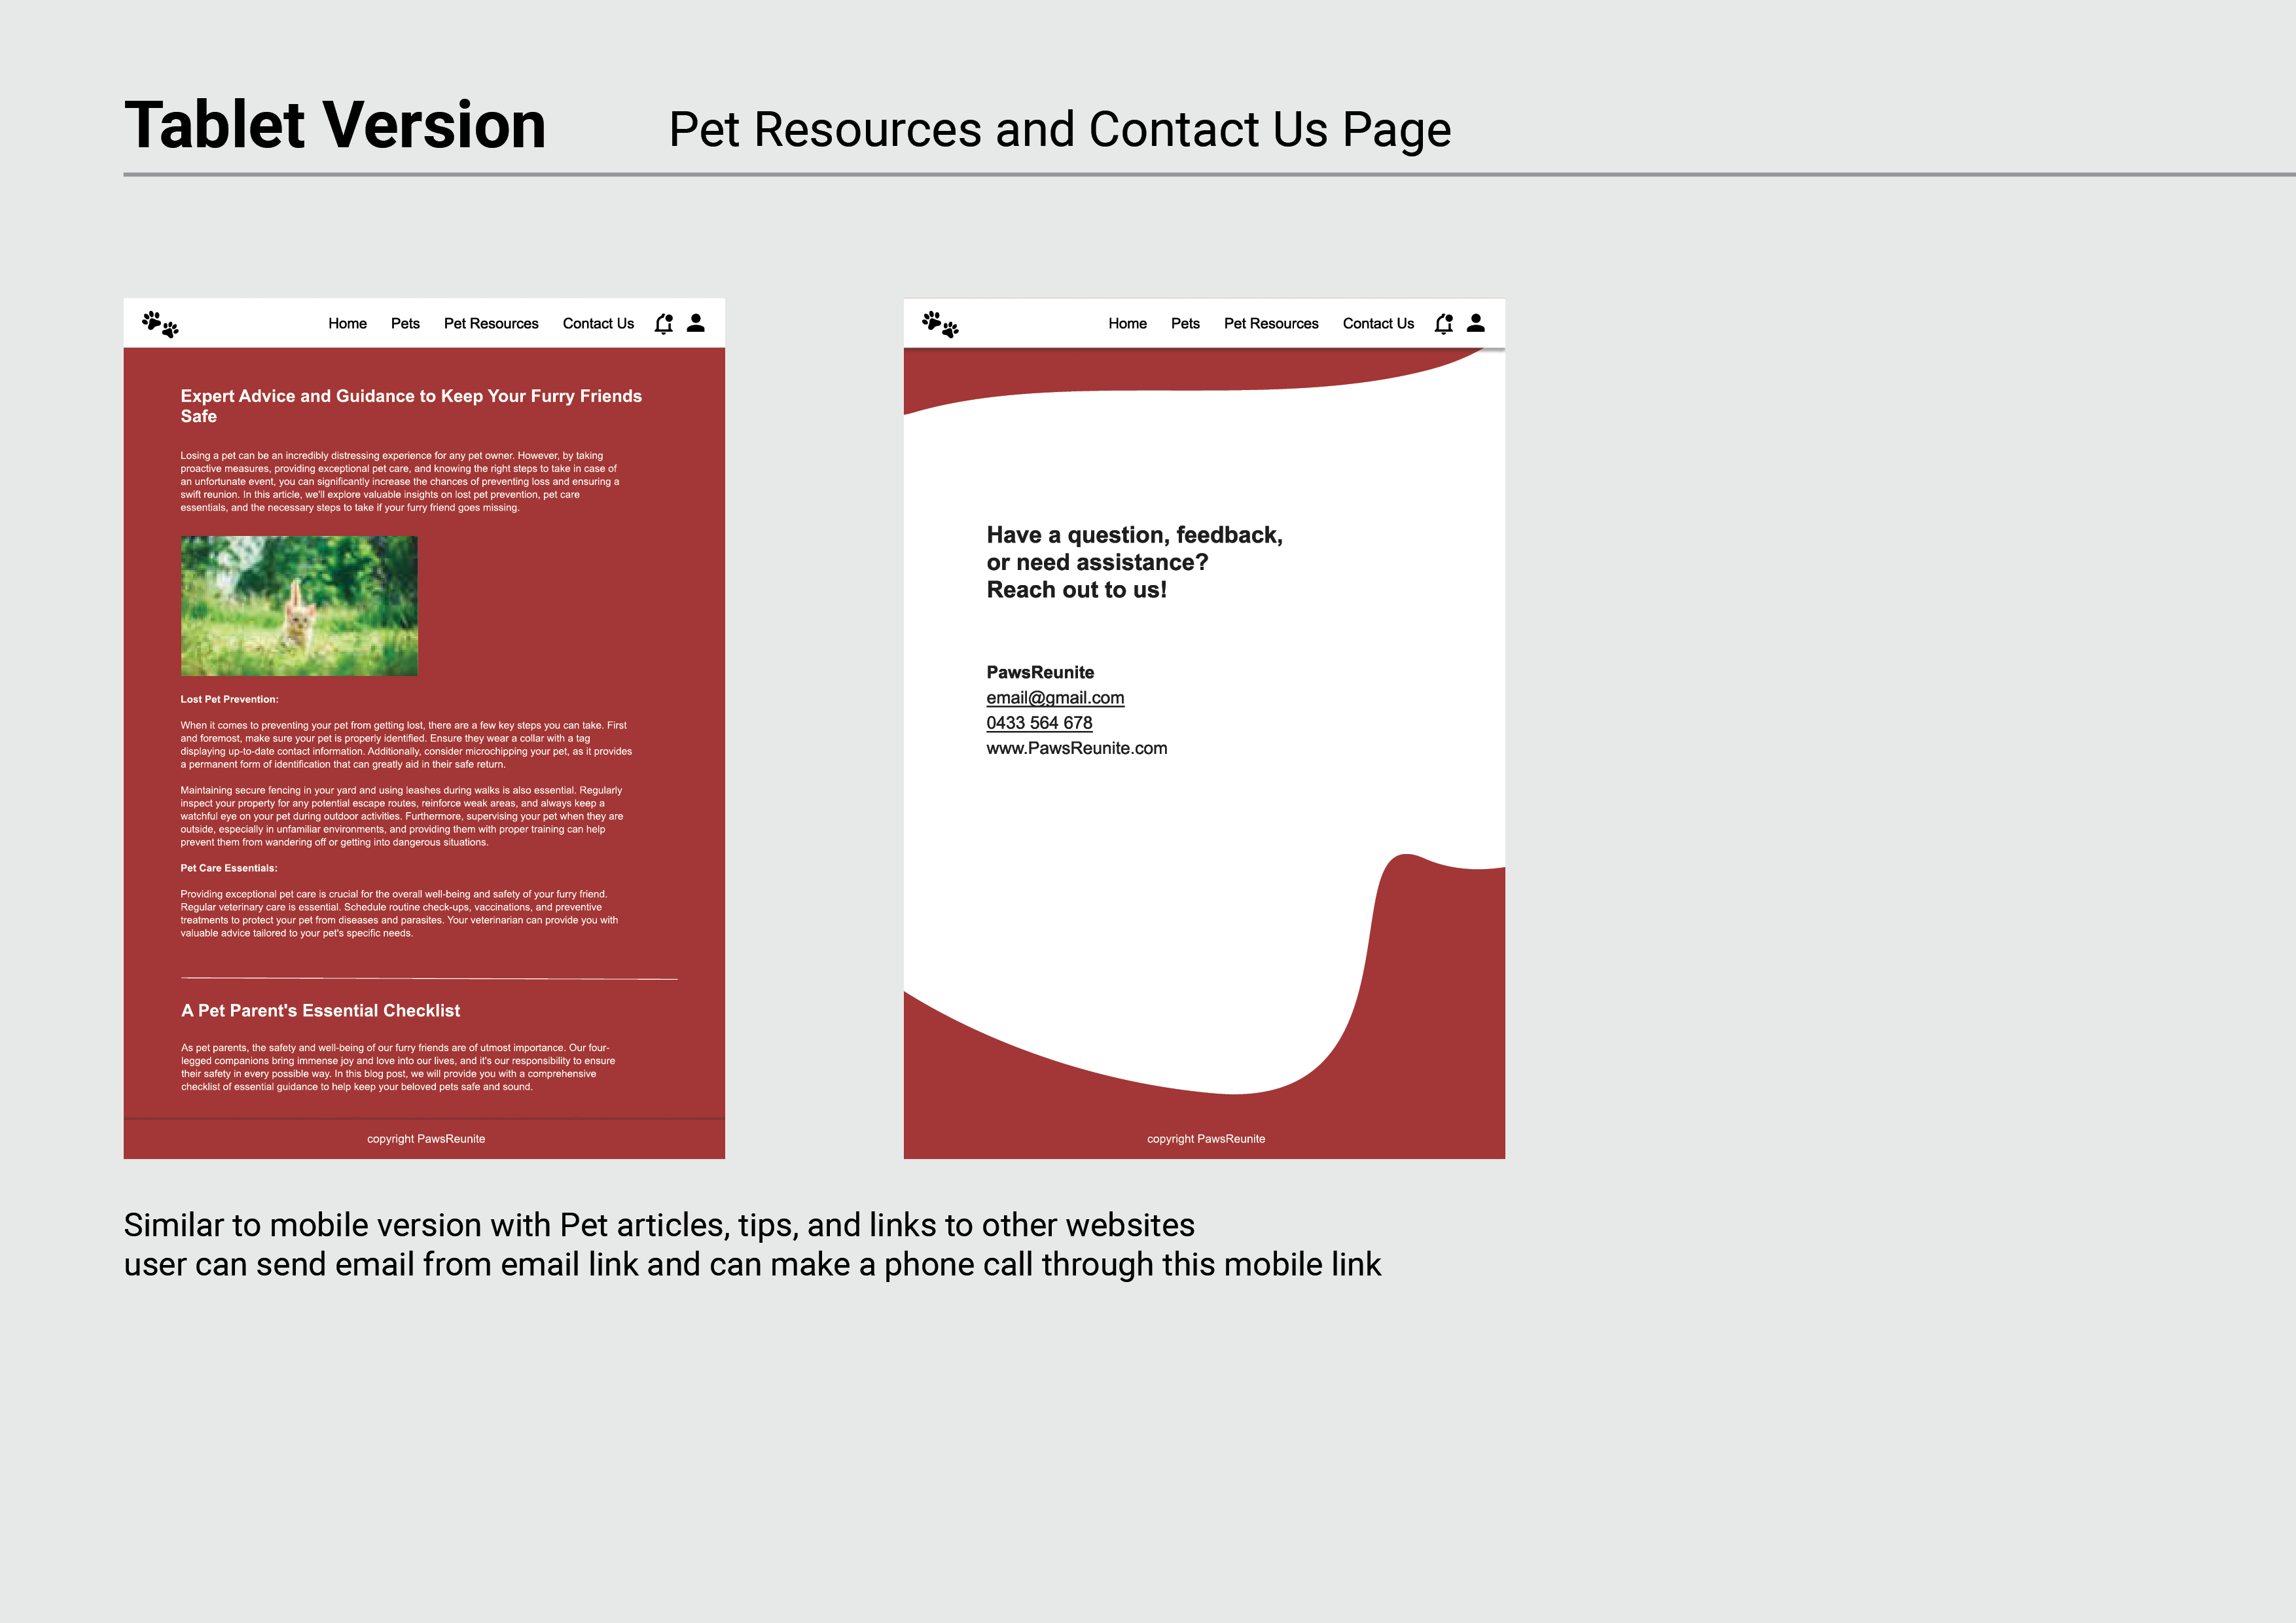 Tablet Version
Pet Resources and Contact Us Page
Home Pets Pet Resources Contact Us
Expert Advice and Guidance to Keep Your Furry Friends
Safe
Losing a pet can be an incredibly distressing experience for any pet owner. However, by taking
proactive measures, providing exceptional pet care, and knowing the right steps to take in case of
an unfortunate event, you can significantly increase the chances of preventing loss and ensuring a
swift reunion. In this article, we'll explore valuable insights on lost pet prevention, pet care
essentials, and the necessary steps to take if your furry friend goes missing.
Lost Pet Prevention:
When it comes to preventing your pet from getting lost, there are a few key steps you can take. First
and foremost, make sure your pet is properly identified. Ensure they wear a collar with a tag
displaying up-to-date contact information. Additionally, consider microchipping your pet, as it provides
a permanent form of identification that can greatly aid in their safe return.
Maintaining secure fencing in your yard and using leashes during walks is also essential. Regularly
inspect your property for any potential escape routes, reinforce weak areas, and always keep a
watchful eye on your pet during outdoor activities. Furthermore, supervising your pet when they are
outside, especially in unfamiliar environments, and providing them with proper training can help
prevent them from wandering off or getting into dangerous situations.
Pet Care Essentials:
Providing exceptional pet care is crucial for the overall well-being and safety of your furry friend.
Regular veterinary care is essential. Schedule routine check-ups, vaccinations, and preventive
treatments to protect your pet from diseases and parasites. Your veterinarian can provide you with
valuable advice tailored to your pet's specific needs.
A Pet Parent's Essential Checklist
As pet parents, the safety and well-being of our furry friends are of utmost importance. Our four-
legged companions bring immense joy and love into our lives, and it's our responsibility to ensure
their safety in every possible way. In this blog post, we will provide you with a comprehensive
checklist of essential guidance to help keep your beloved pets safe and sound.
copyright PawsReunite
Home Pets Pet Resources Contact Us
Have a question, feedback,
or need assistance?
Reach out to us!
PawsReunite
email@gmail.com
0433 564 678
www.PawsReunite.com
copyright PawsReunite
Similar to mobile version with Pet articles, tips, and links to other websites
user can send email from email link and can make a phone call through this mobile link